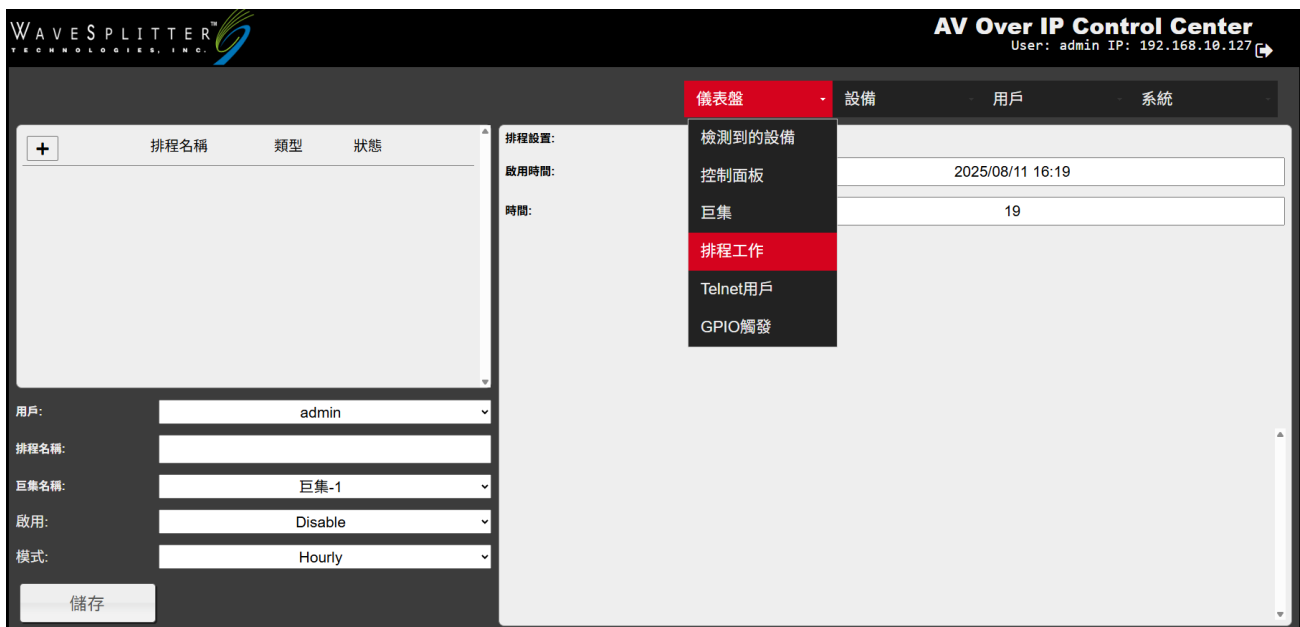 WAVESPLITTER™
TECHNOLOGIES, INC.
AV Over IP Control Center
User: admin IP: 192.168.10.127
儀表盤 設備 用戶 系統
檢測到的設備
控制面板
巨集
排程工作
Telnet用戶
GPIO觸發
+ 排程名稱 類型 狀態
用戶: admin
排程名稱:
巨集名稱: 巨集-1
啟用: Disable
模式: Hourly
儲存
排程設置:
啟用時間: 2025/08/11 16:19
時間: 19